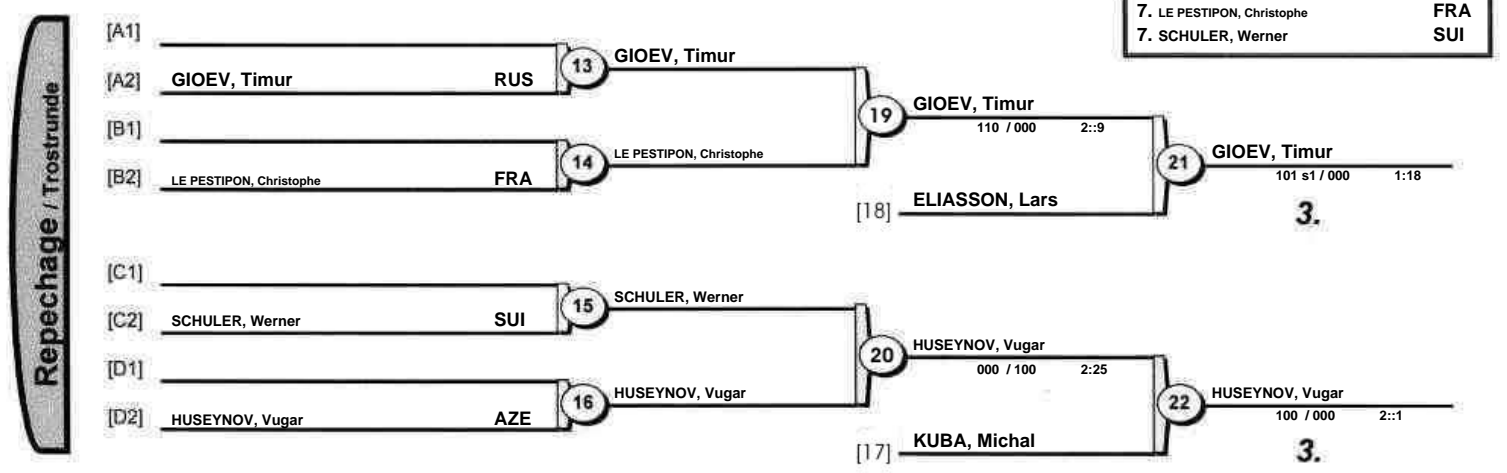 7. LE PESTIPON, Christophe FRA
7. SCHULER, Werner SUI
Repechage / Trostrunde
[A1]
[A2] GIOEV, Timur RUS
13 GIOEV, Timur
[B1]
[B2] LE PESTIPON, Christophe FRA
14 LE PESTIPON, Christophe
19 GIOEV, Timur
110 / 000 2::9
[18] ELIASSON, Lars
21 GIOEV, Timur
101 s1 / 000 1:18
3.
[C1]
[C2] SCHULER, Werner SUI
15 SCHULER, Werner
[D1]
[D2] HUSEYNOV, Vugar AZE
16 HUSEYNOV, Vugar
20 HUSEYNOV, Vugar
000 / 100 2:25
[17] KUBA, Michal
22 HUSEYNOV, Vugar
100 / 000 2::1
3.